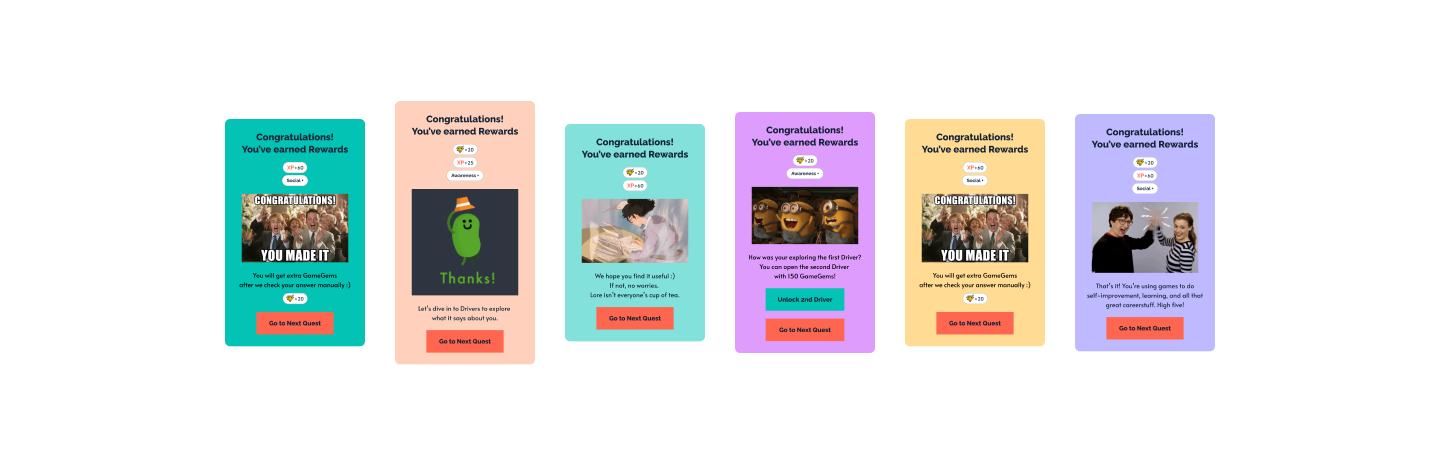 Congratulations!
You've earned Rewards
XP+60
Social +
CONGRATULATIONS!
YOU MADE IT
You will get extra GameGems
after we check your answer manually :)
+20
Go to Next Quest
Congratulations!
You've earned Rewards
+20
XP+25
Awareness +
Thanks!
Let's dive in to Drivers to explore
what it says about you.
Go to Next Quest
Congratulations!
You've earned Rewards
+20
XP+60
We hope you find it useful :)
If not, no worries.
Lore isn't everyone's cup of tea.
Go to Next Quest
Congratulations!
You've earned Rewards
+20
Awareness +
How was your exploring the first Driver?
You can open the second Driver
with 150 GameGems!
Unlock 2nd Driver
Go to Next Quest
Congratulations!
You've earned Rewards
XP+60
Social +
CONGRATULATIONS!
YOU MADE IT
You will get extra GameGems
after we check your answer manually :)
+20
Go to Next Quest
Congratulations!
You've earned Rewards
+20
XP+60
Social +
That's it! You're using games to do
self-improvement, learning, and all that
great careerstuff. High five!
Go to Next Quest